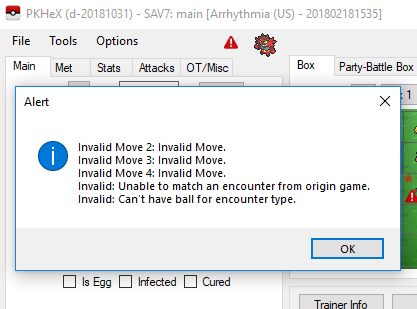 PKHeX (d-20181031) - SAV7: main [Arrhythmia (US) - 201802181535]
File Tools Options
Main Met Stats Attacks OT/Misc
Box Party-Battle Box
Alert
Invalid Move 2: Invalid Move.
Invalid Move 3: Invalid Move.
Invalid Move 4: Invalid Move.
Invalid: Unable to match an encounter from origin game.
Invalid: Can't have ball for encounter type.
OK
Is Egg Infected Cured
Trainer Info